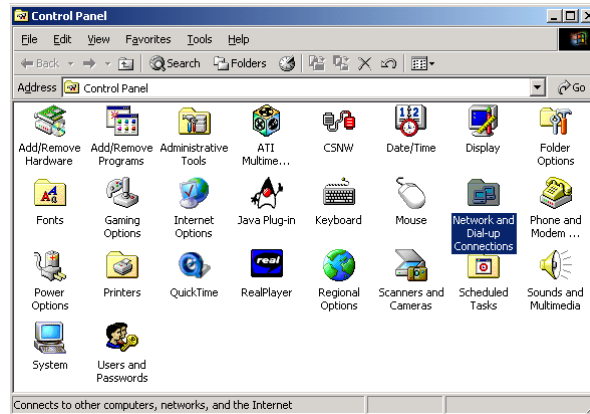 Control Panel
File Edit View Favorites Tools Help
Back Search Folders
Address Control Panel Go
Add/Remove Hardware
Add/Remove Programs
Administrative Tools
ATI Multime...
CSNW
Date/Time
Display
Folder Options
Fonts
Gaming Options
Internet Options
Java Plug-in
Keyboard
Mouse
Network and Dial-up Connections
Phone and Modem ...
Power Options
Printers
QuickTime
real
RealPlayer
Regional Options
Scanners and Cameras
Scheduled Tasks
Sounds and Multimedia
System
Users and Passwords
Connects to other computers, networks, and the Internet